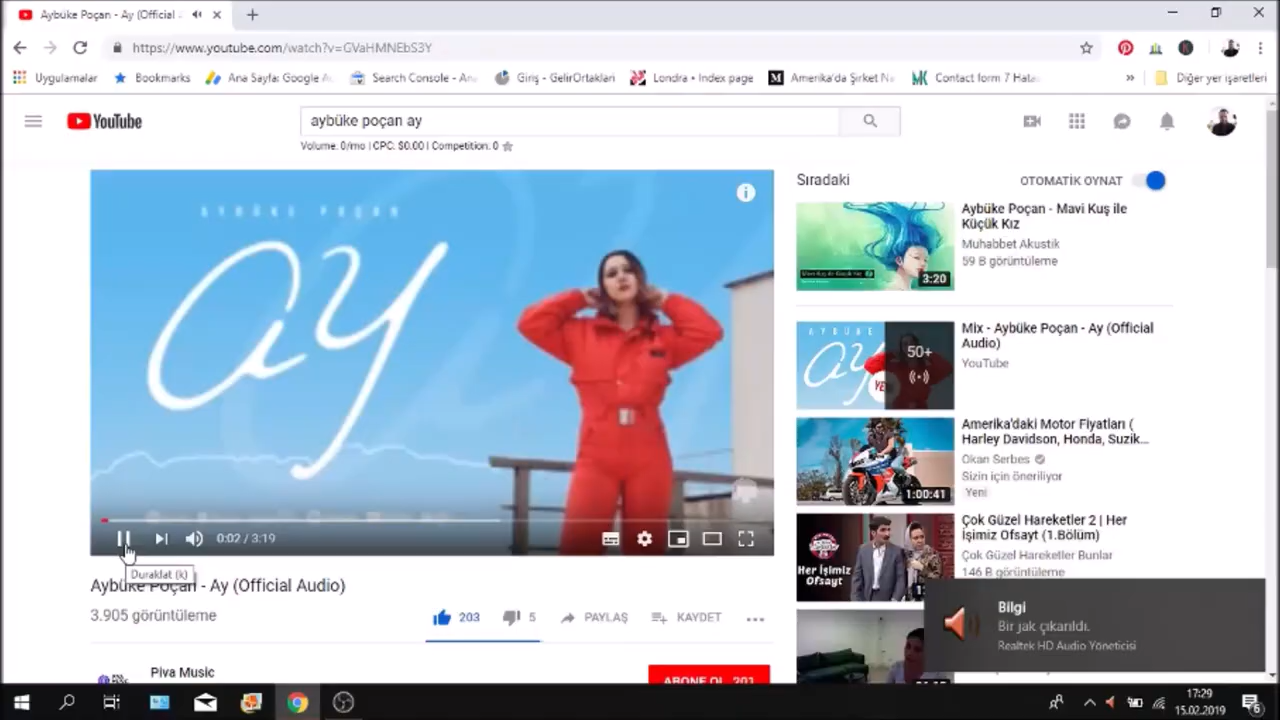 Aybüke Poçan - Ay (Official
https://www.youtube.com/watch?v=GVaHMNEbS3Y
Uygulamalar
Bookmarks
Ana Sayfa: Google A
Search Console - Ana
Giriş - GelirOrtakları
Londra • Index page
Amerika'da Şirket
Contact form 7 Hata
Diğer yer işaretleri
YouTube
aybüke poçan ay
Volume: 0/mo | CPC: $0.00 | Competition: 0
Sıradaki
OTOMATİK OYNAT
AYBÜKE POÇAN
ay
0:02 / 3:19
Duraklat (k)
Aybüke Poçan - Ay (Official Audio)
3.905 görüntüleme
203
5
PAYLAŞ
KAYDET
Piva Music
ABONE OL 201
3:20
Aybüke Poçan - Mavi Kuş ile
Küçük Kız
Muhabbet Akustik
59 B görüntüleme
AYBÜKE
ay
50+
Mix - Aybüke Poçan - Ay (Official
Audio)
YouTube
1:00:41
Amerika'daki Motor Fiyatları (
Harley Davidson, Honda, Suzik...
Okan Serbes
Sizin için öneriliyor
Yeni
Her İşimiz
Ofsayt
Çok Güzel Hareketler 2 | Her
İşimiz Ofsayt (1.Bölüm)
Çok Güzel Hareketler Bunlar
146 B görüntüleme
Bilgi
Bir jak çıkarıldı.
Realtek HD Audio Yöneticisi
17:29
15.02.2019
6